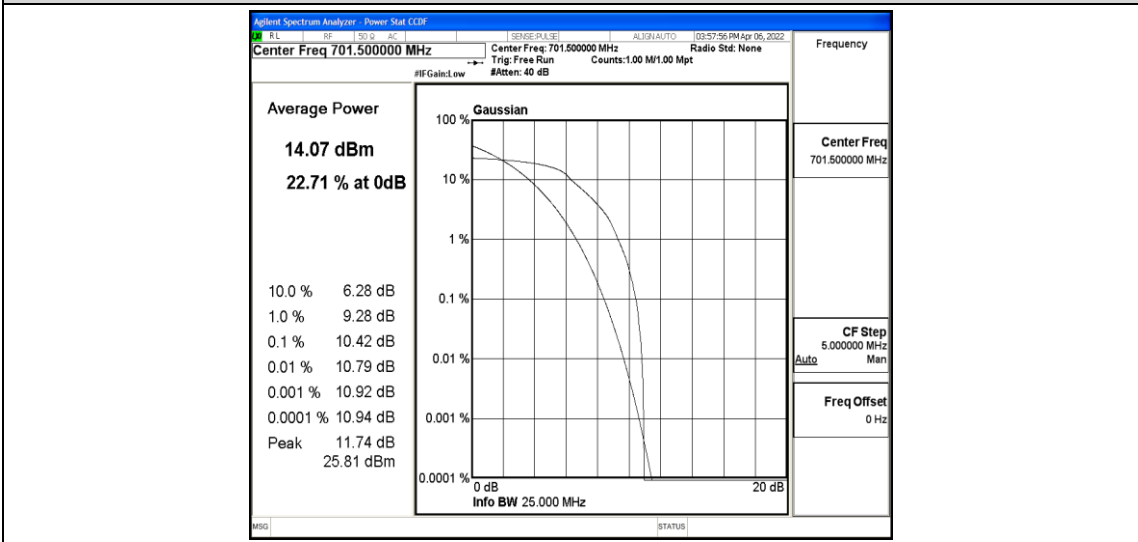 Agilent Spectrum Analyzer - Power Stat CCDF
LXI RL RF 50 Ω AC SENSE:PULSE ALIGN AUTO 03:57:56 PM Apr 06, 2022
Center Freq 701.500000 MHz
Center Freq: 701.500000 MHz Radio Std: None
Trig: Free Run Counts:1.00 M/1.00 Mpt
#IFGain:Low #Atten: 40 dB
Frequency
Average Power
14.07 dBm
22.71 % at 0dB
10.0 % 6.28 dB
1.0 % 9.28 dB
0.1 % 10.42 dB
0.01 % 10.79 dB
0.001 % 10.92 dB
0.0001 % 10.94 dB
Peak 11.74 dB
25.81 dBm
Gaussian
100 %
10 %
1 %
0.1 %
0.01 %
0.001 %
0.0001 %
0 dB 20 dB
Info BW 25.000 MHz
Center Freq
701.500000 MHz
CF Step
5.000000 MHz
Auto Man
Freq Offset
0 Hz
MSG STATUS